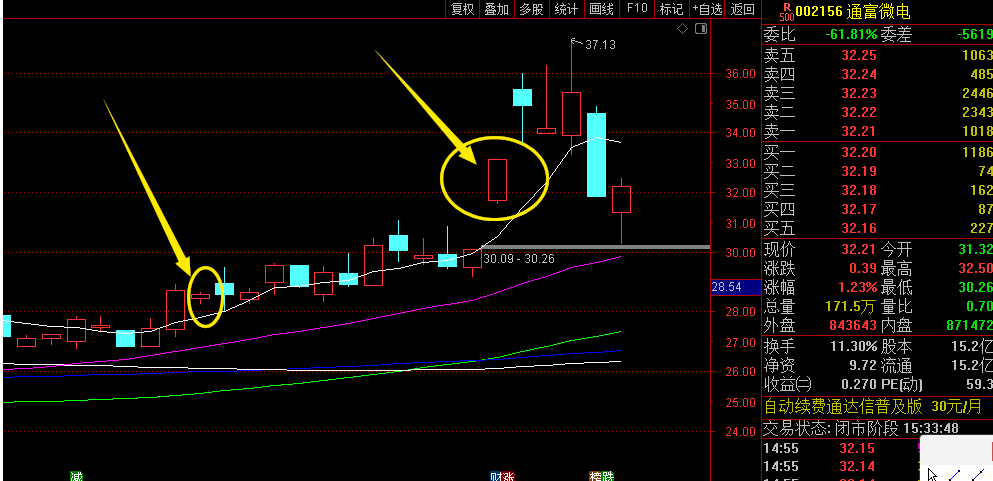 复权 叠加 多股 统计 画线 F10 标记 +自选 返回
R
500
002156 通富微电
委比 -61.81% 委差 -5619
卖五 32.25 1063
卖四 32.24 485
卖三 32.23 2446
卖二 32.22 2343
卖一 32.21 1018
买一 32.20 1186
买二 32.19 74
买三 32.18 162
买四 32.17 87
买五 32.16 227
现价 32.21 今开 31.32
涨跌 0.39 最高 32.50
涨幅 1.23% 最低 30.26
总量 171.5万 量比 0.70
外盘 843643 内盘 871472
换手 11.30% 股本 15.2亿
净资 9.72 流通 15.2亿
收益㈢ 0.270 PE(动) 59.3
自动续费通达信普及版 30元/月
交易状态: 闭市阶段 15:33:48
14:55 32.15
14:55 32.14
37.13
30.09 - 30.26
36.00
35.00
34.00
33.00
32.00
31.00
30.00
28.54
28.00
27.00
26.00
25.00
24.00
减
财 涨
榜 跌